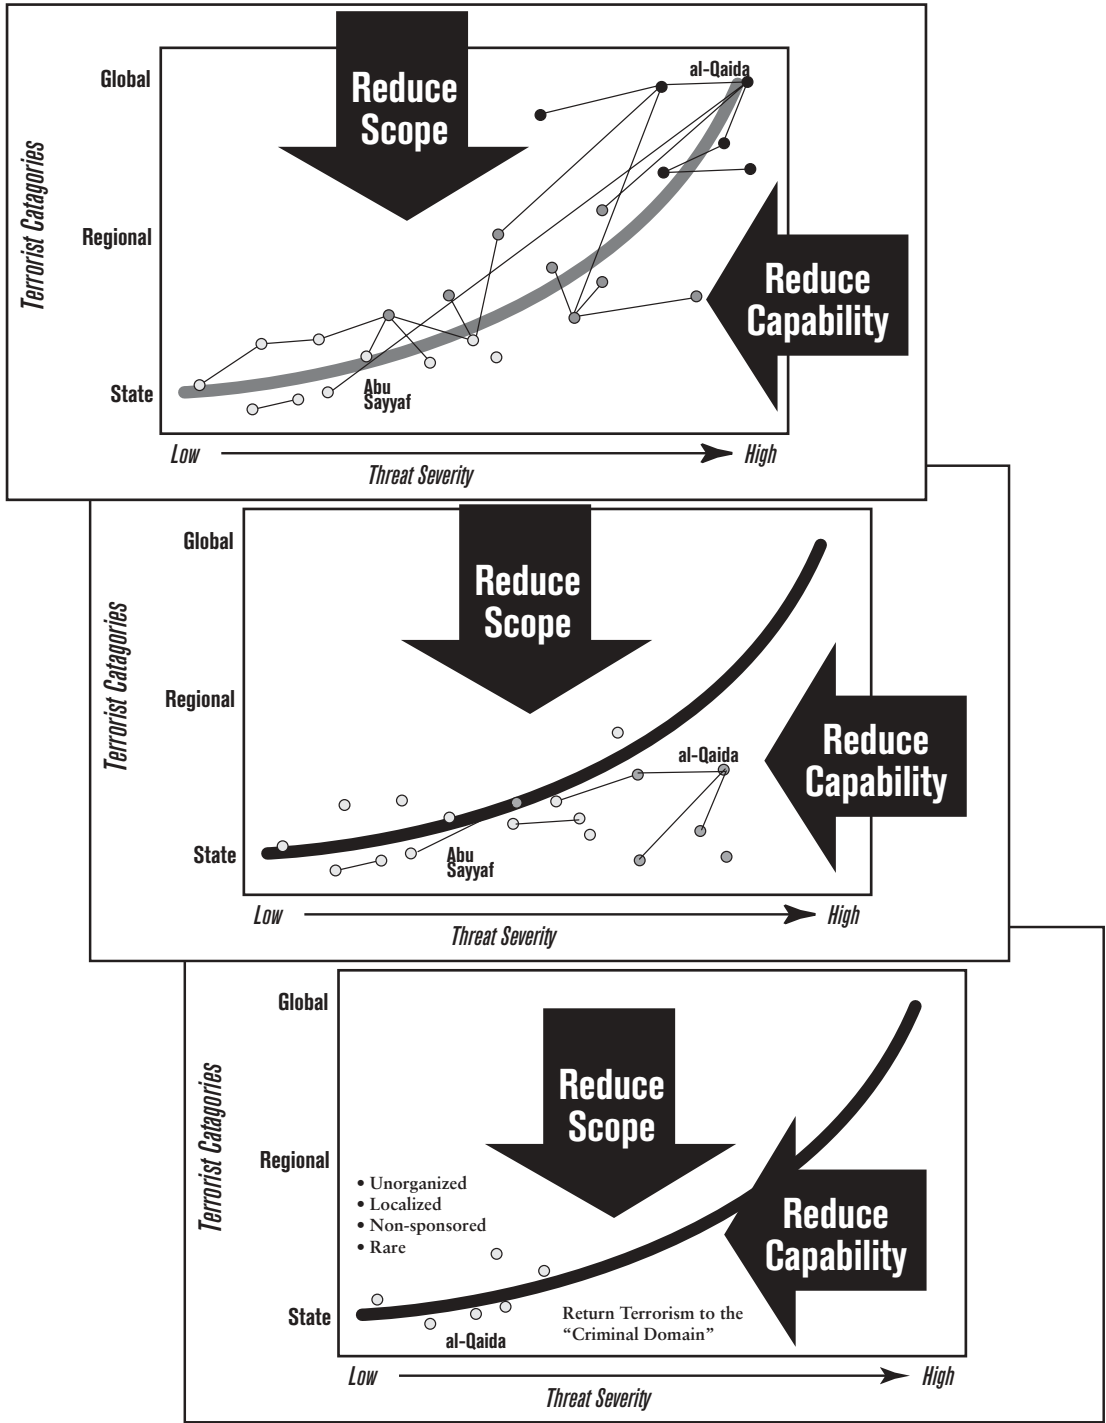 Terrorist Catagories
Global
Regional
State
Reduce
Scope
al-Qaida
Reduce
Capability
Abu
Sayyaf
Low
High
Threat Severity
Terrorist Catagories
Global
Regional
State
Reduce
Scope
al-Qaida
Reduce
Capability
Abu
Sayyaf
Low
High
Threat Severity
Terrorist Catagories
Global
Regional
State
Reduce
Scope
• Unorganized
• Localized
• Non-sponsored
• Rare
Reduce
Capability
Return Terrorism to the
“Criminal Domain”
al-Qaida
Low
High
Threat Severity